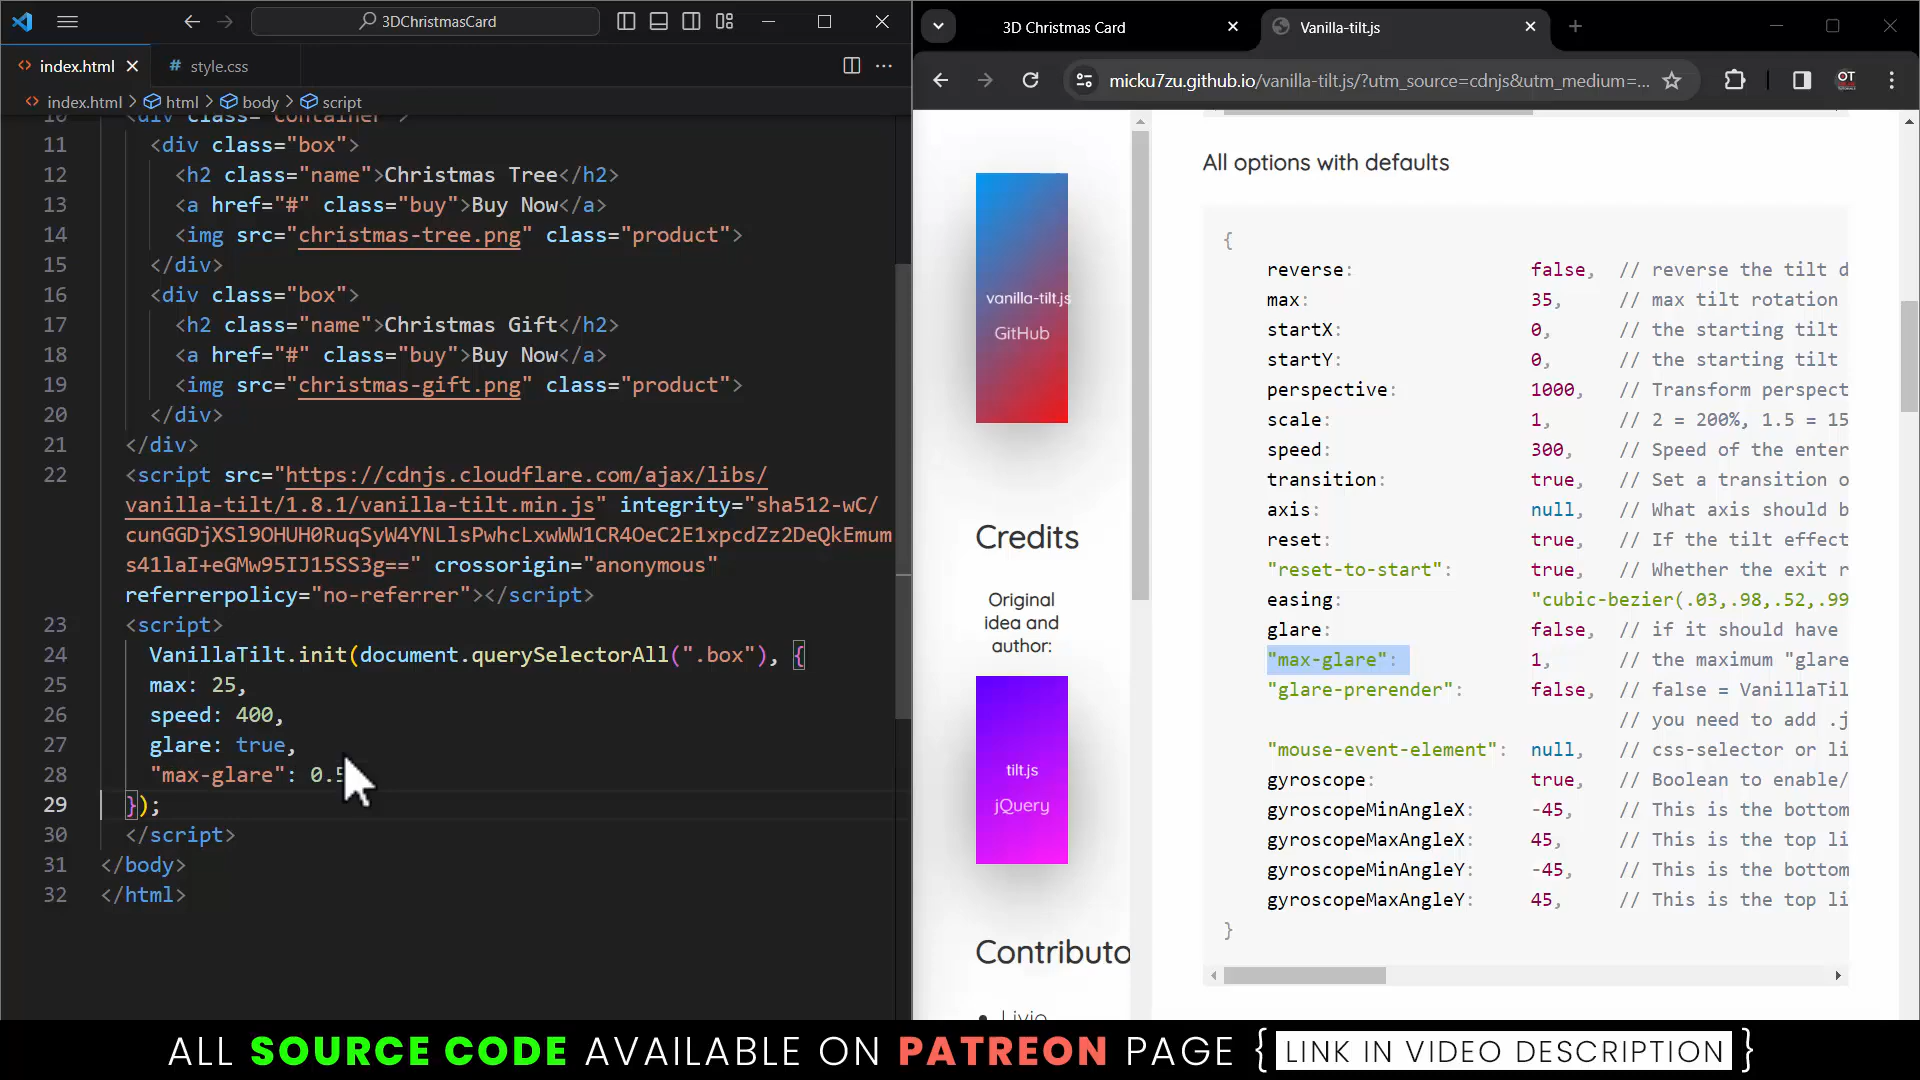 3DChristmasCard
index.html
# style.css
index.html > html > body > script
10 <div class="container">
11 <div class="box">
12 <h2 class="name">Christmas Tree</h2>
13 <a href="#" class="buy">Buy Now</a>
14 <img src="christmas-tree.png" class="product">
15 </div>
16 <div class="box">
17 <h2 class="name">Christmas Gift</h2>
18 <a href="#" class="buy">Buy Now</a>
19 <img src="christmas-gift.png" class="product">
20 </div>
21 </div>
22 <script src="https://cdnjs.cloudflare.com/ajax/libs/
vanilla-tilt/1.8.1/vanilla-tilt.min.js" integrity="sha512-wC/
cunGGDjXSl9OHUH0RuqSyW4YNLlsPwhcLxwWW1CR4OeC2E1xpcdZz2DeQkEmum
s41laI+eGMw95IJ15SS3g==" crossorigin="anonymous"
referrerpolicy="no-referrer"></script>
23 <script>
24 VanillaTilt.init(document.querySelectorAll(".box"), {
25 max: 25,
26 speed: 400,
27 glare: true,
28 "max-glare": 0.5
29 });
30 </script>
31 </body>
32 </html>
3D Christmas Card
Vanilla-tilt.js
micku7zu.github.io/vanilla-tilt.js/?utm_source=cdnjs&utm_medium=...
OT
vanilla-tilt.js
GitHub
Credits
Original
idea and
author:
tilt.js
jQuery
Contributo
Livio
All options with defaults
{
reverse: false, // reverse the tilt d
max: 35, // max tilt rotation
startX: 0, // the starting tilt
startY: 0, // the starting tilt
perspective: 1000, // Transform perspect
scale: 1, // 2 = 200%, 1.5 = 15
speed: 300, // Speed of the enter
transition: true, // Set a transition o
axis: null, // What axis should b
reset: true, // If the tilt effect
"reset-to-start": true, // Whether the exit r
easing: "cubic-bezier(.03,.98,.52,.99
glare: false, // if it should have
"max-glare": 1, // the maximum "glare
"glare-prerender": false, // false = VanillaTil
// you need to add .j
"mouse-event-element": null, // css-selector or li
gyroscope: true, // Boolean to enable/
gyroscopeMinAngleX: -45, // This is the bottom
gyroscopeMaxAngleX: 45, // This is the top li
gyroscopeMinAngleY: -45, // This is the bottom
gyroscopeMaxAngleY: 45, // This is the top li
}
ALL SOURCE CODE AVAILABLE ON PATREON PAGE { LINK IN VIDEO DESCRIPTION }